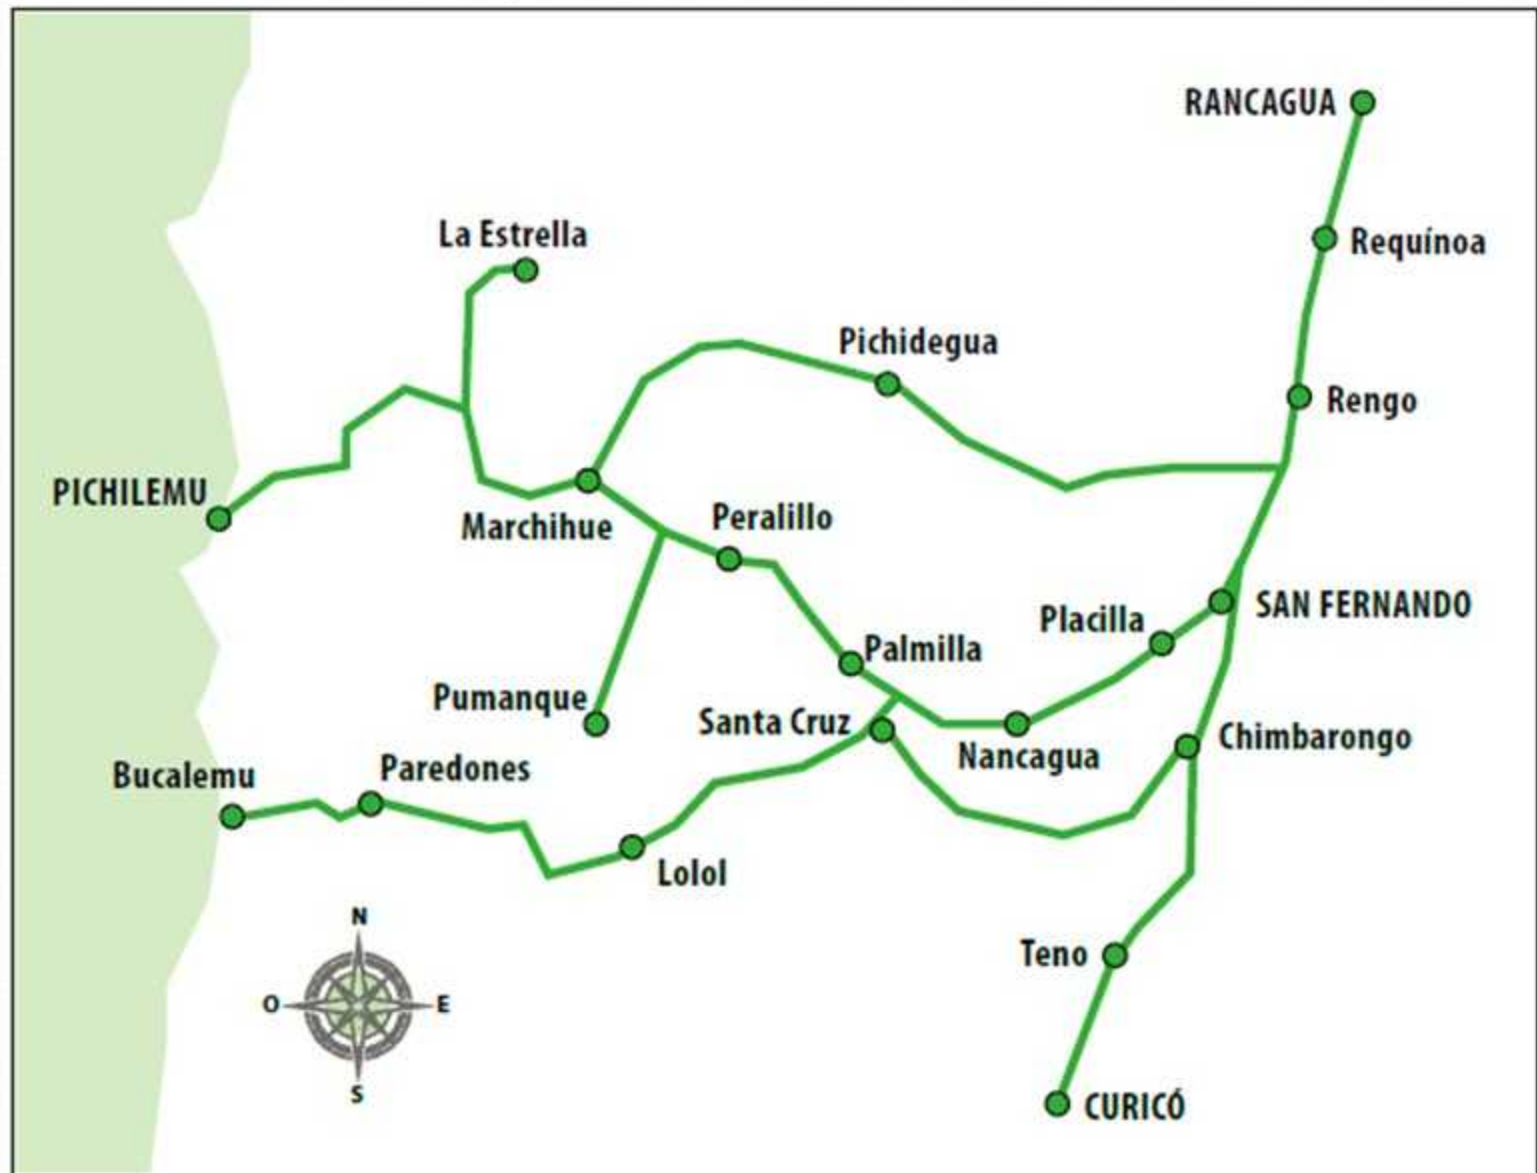 RANCAGUA
La Estrella
Requínoa
Pichidegua
Rengo
PICHILEMU
Marchihue
Peralillo
SAN FERNANDO
Placilla
Palmilla
Pumanque
Santa Cruz
Chimbarongo
Nancagua
Bucalemu
Paredones
Lolol
N
O
E
S
Teno
CURICÓ